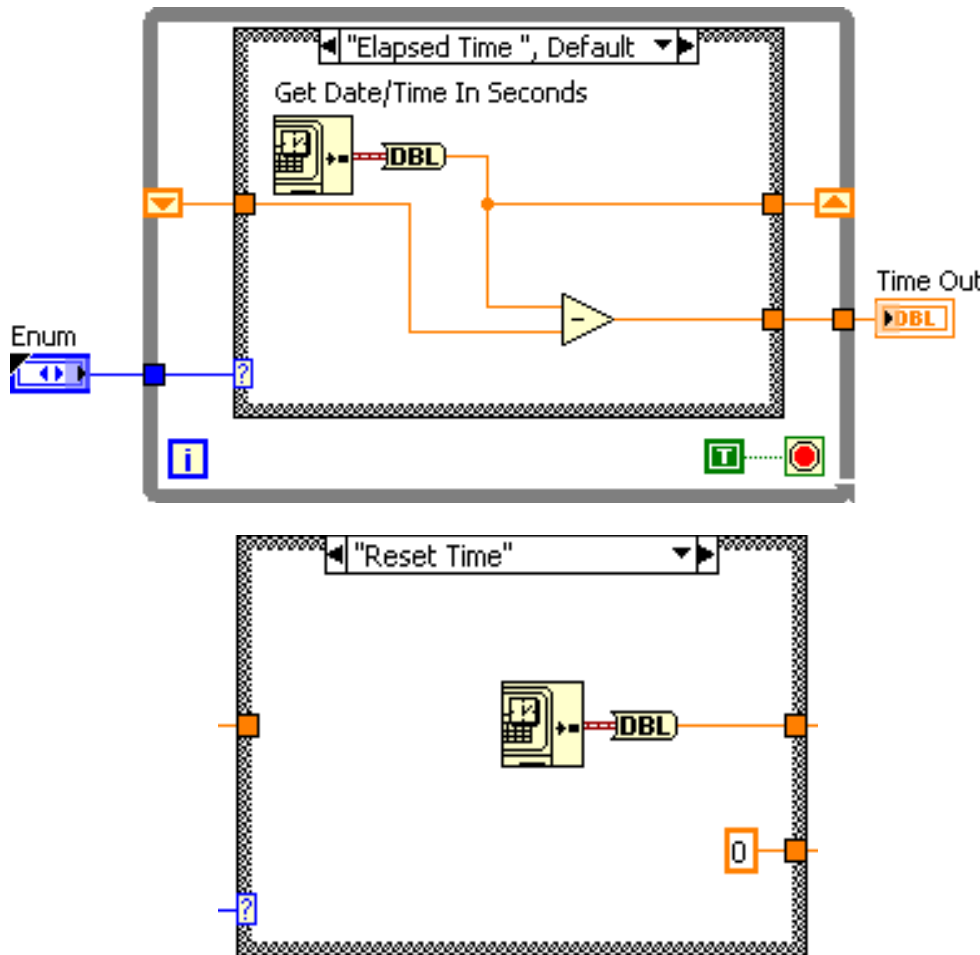 "Elapsed Time ", Default
Get Date/Time In Seconds
DBL
Time Out
DBL
Enum
?
i
T
"Reset Time"
DBL
0
?